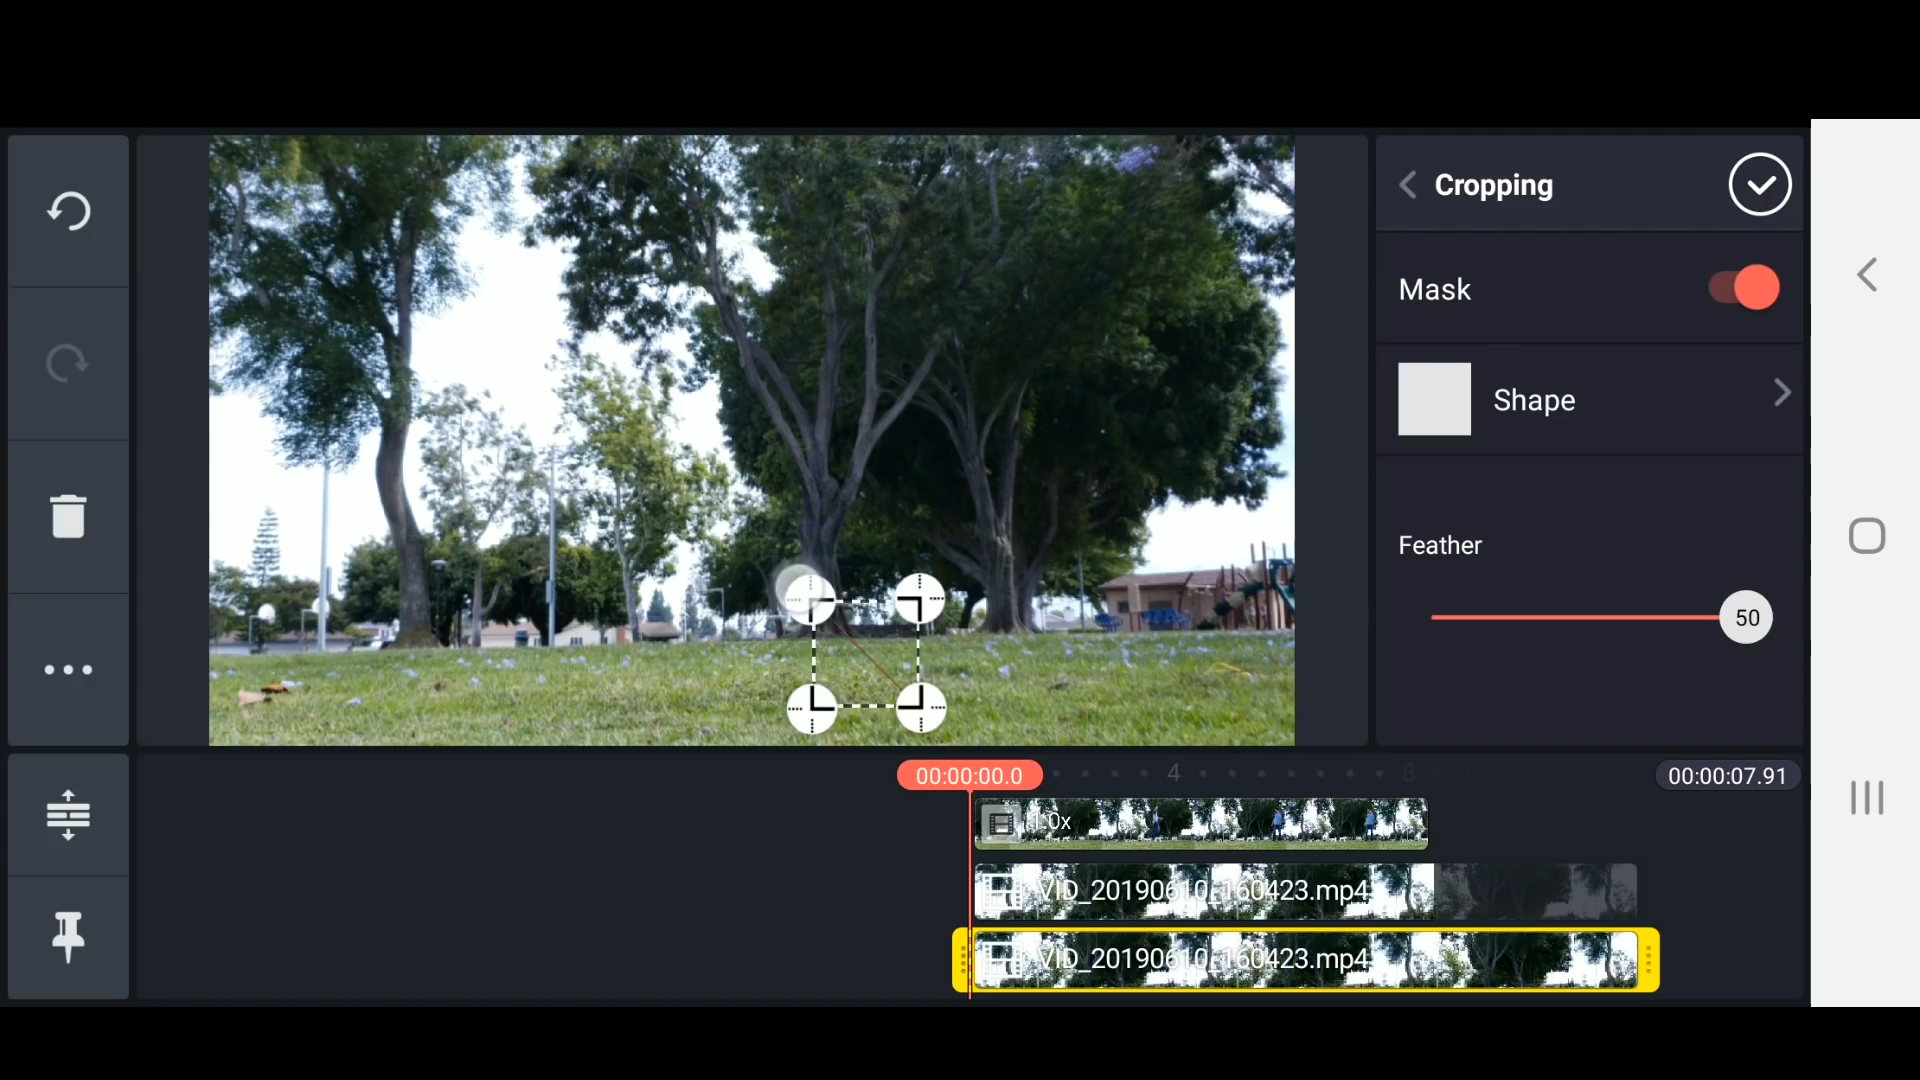 Cropping
Mask
Shape
Feather
50
00:00:00.0
4
8
00:00:07.91
1.0x
VID_20190610_160423.mp4
VID_20190610_160423.mp4